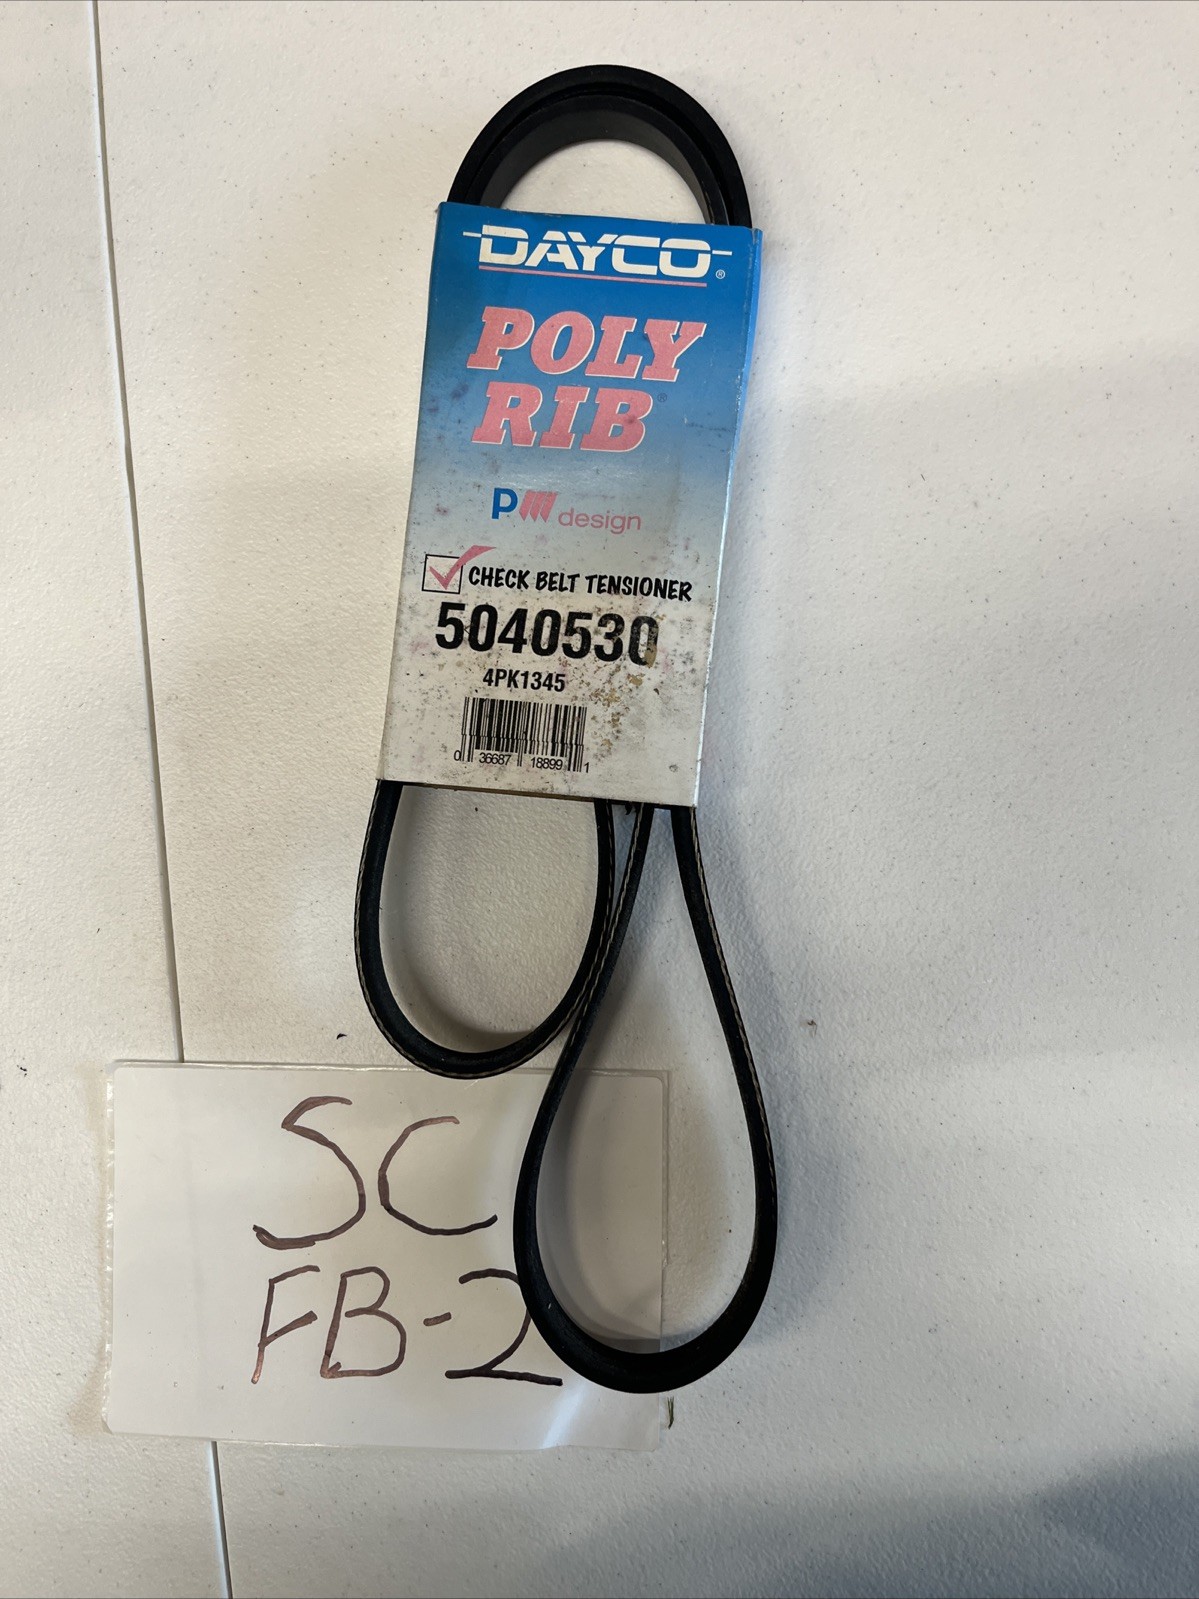 DAYCO®
POLY
RIB®
P design
CHECK BELT TENSIONER
5040530
4PK1345
0 36687 18899 1
SC
FB-2